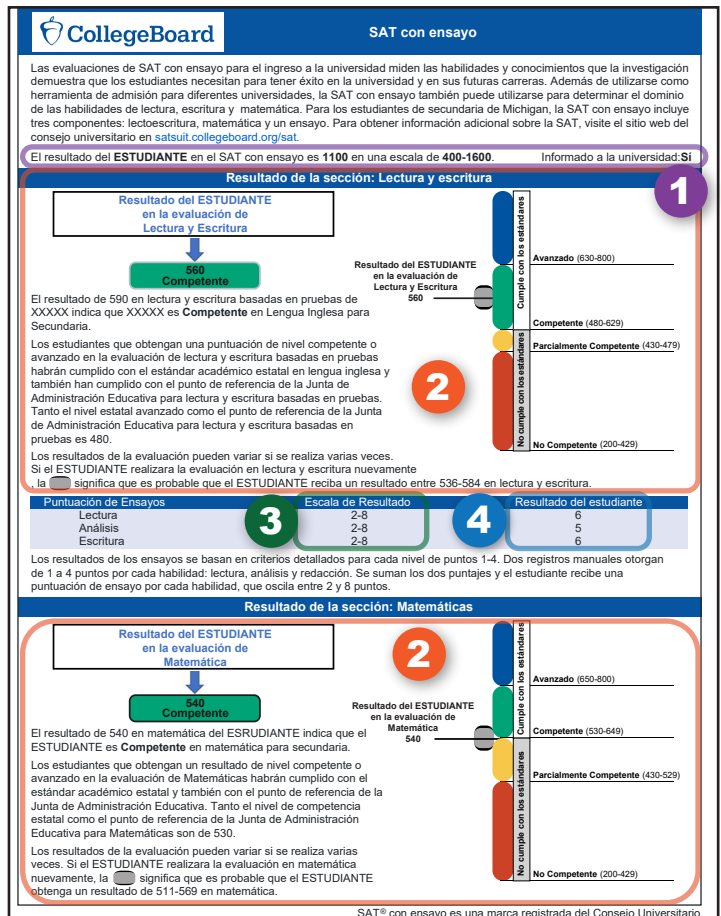 CollegeBoard
SAT con ensayo
Las evaluaciones de SAT con ensayo para el ingreso a la universidad miden las habilidades y conocimientos que la investigación
demuestra que los estudiantes necesitan para tener éxito en la universidad y en sus futuras carreras. Además de utilizarse como
herramienta de admisión para diferentes universidades, la SAT con ensayo también puede utilizarse para determinar el dominio
de las habilidades de lectura, escritura y matemática. Para los estudiantes de secundaria de Michigan, la SAT con ensayo incluye
tres componentes: lectoescritura, matemática y un ensayo. Para obtener información adicional sobre la SAT, visite el sitio web del
consejo universitario en satsuit.collegeboard.org/sat.
El resultado del ESTUDIANTE en el SAT con ensayo es 1100 en una escala de 400-1600. Informado a la universidad:Sí
1
Resultado de la sección: Lectura y escritura
Resultado del ESTUDIANTE
en la evaluación de
Lectura y Escritura
560
Competente
El resultado de 590 en lectura y escritura basadas en pruebas de
XXXXX indica que XXXXX es Competente en Lengua Inglesa para
Secundaria.
Los estudiantes que obtengan una puntuación de nivel competente o
avanzado en la evaluación de lectura y escritura basadas en pruebas
habrán cumplido con el estándar académico estatal en lengua inglesa y
también han cumplido con el punto de referencia de la Junta de
Administración Educativa para lectura y escritura basadas en pruebas.
Tanto el nivel estatal avanzado como el punto de referencia de la Junta
de Administración Educativa para lectura y escritura basadas en
pruebas es 480.
Los resultados de la evaluación pueden variar si se realiza varias veces.
Si el ESTUDIANTE realizara la evaluación en lectura y escritura nuevamente
, la significa que es probable que el ESTUDIANTE reciba un resultado entre 536-584 en lectura y escritura.
2
Resultado del ESTUDIANTE
en la evaluación de
Lectura y Escritura
560
Cumple con los estándares
No cumple con los estándares
Avanzado (630-800)
Competente (480-629)
Parcialmente Competente (430-479)
No Competente (200-429)
Puntuación de Ensayos Escala de Resultado Resultado del estudiante
Lectura 2-8 6
Análisis 2-8 5
Escritura 2-8 6
3
4
Los resultados de los ensayos se basan en criterios detallados para cada nivel de puntos 1-4. Dos registros manuales otorgan
de 1 a 4 puntos por cada habilidad: lectura, análisis y redacción. Se suman los dos puntajes y el estudiante recibe una
puntuación de ensayo por cada habilidad, que oscila entre 2 y 8 puntos.
Resultado de la sección: Matemáticas
Resultado del ESTUDIANTE
en la evaluación de
Matemática
540
Competente
El resultado de 540 en matemática del ESRUDIANTE indica que el
ESTUDIANTE es Competente en matemática para secundaria.
Los estudiantes que obtengan un resultado de nivel competente o
avanzado en la evaluación de Matemáticas habrán cumplido con el
estándar académico estatal y también con el punto de referencia de la
Junta de Administración Educativa. Tanto el nivel de competencia
estatal como el punto de referencia de la Junta de Administración
Educativa para Matemáticas son de 530.
Los resultados de la evaluación pueden variar si se realiza varias
veces. Si el ESTUDIANTE realizara la evaluación en matemática
nuevamente, la significa que es probable que el ESTUDIANTE
obtenga un resultado de 511-569 en matemática.
2
Resultado del ESTUDIANTE
en la evaluación de
Matemática
540
Cumple con los estándares
No cumple con los estándares
Avanzado (650-800)
Competente (530-649)
Parcialmente Competente (430-529)
No Competente (200-429)
SAT® con ensayo es una marca registrada del Consejo Universitario